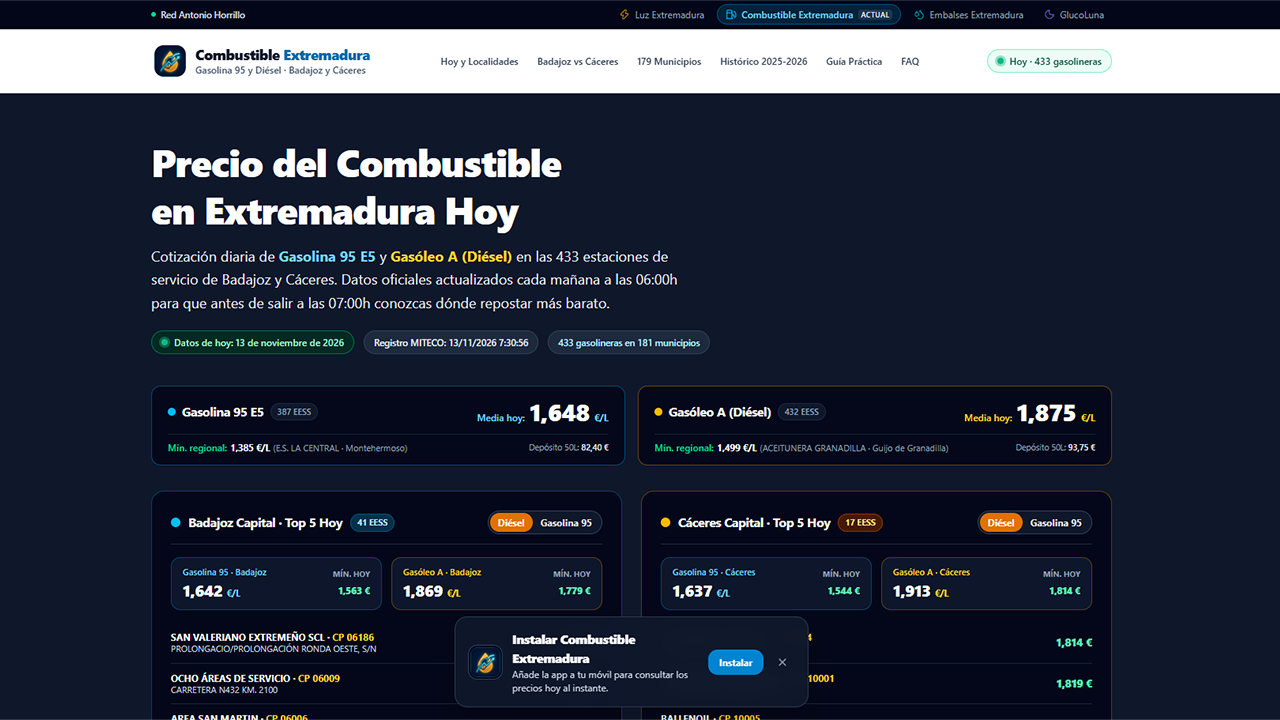 Red Antonio Horrillo
Luz Extremadura
Combustible Extremadura ACTUAL
Embalses Extremadura
GlucoLuna
Combustible Extremadura
Gasolina 95 y Diésel · Badajoz y Cáceres
Hoy y Localidades
Badajoz vs Cáceres
179 Municipios
Histórico 2025-2026
Guía Práctica
FAQ
Hoy · 433 gasolineras
Precio del Combustible
en Extremadura Hoy
Cotización diaria de Gasolina 95 E5 y Gasóleo A (Diésel) en las 433 estaciones de
servicio de Badajoz y Cáceres. Datos oficiales actualizados cada mañana a las 06:00h
para que antes de salir a las 07:00h conozcas dónde repostar más barato.
Datos de hoy: 13 de noviembre de 2026
Registro MITECO: 13/11/2026 7:30:56
433 gasolineras en 181 municipios
Gasolina 95 E5 387 EESS
Media hoy: 1,648 €/L
Mín. regional: 1,385 €/L (E.S. LA CENTRAL · Montehermoso)
Depósito 50L: 82,40 €
Gasóleo A (Diésel) 432 EESS
Media hoy: 1,875 €/L
Mín. regional: 1,499 €/L (ACEITUNERA GRANADILLA · Guijo de Granadilla)
Depósito 50L: 93,75 €
Badajoz Capital · Top 5 Hoy 41 EESS
Diésel Gasolina 95
Gasolina 95 · Badajoz
MÍN. HOY
1,642 €/L
1,563 €
Gasóleo A · Badajoz
MÍN. HOY
1,869 €/L
1,779 €
SAN VALERIANO EXTREMEÑO SCL · CP 06186
PROLONGACIO/PROLONGACIÓN RONDA OESTE, S/N
OCHO ÁREAS DE SERVICIO · CP 06009
CARRETERA N432 KM. 2100
AREA SAN MARTIN · CP 06006
Cáceres Capital · Top 5 Hoy 17 EESS
Diésel Gasolina 95
Gasolina 95 · Cáceres
MÍN. HOY
1,637 €/L
1,544 €
Gasóleo A · Cáceres
MÍN. HOY
1,913 €/L
1,814 €
4
1,814 €
10001
1,819 €
BALLENOIL · CP 10005
Instalar Combustible
Extremadura
Añade la app a tu móvil para consultar los
precios hoy al instante.
Instalar